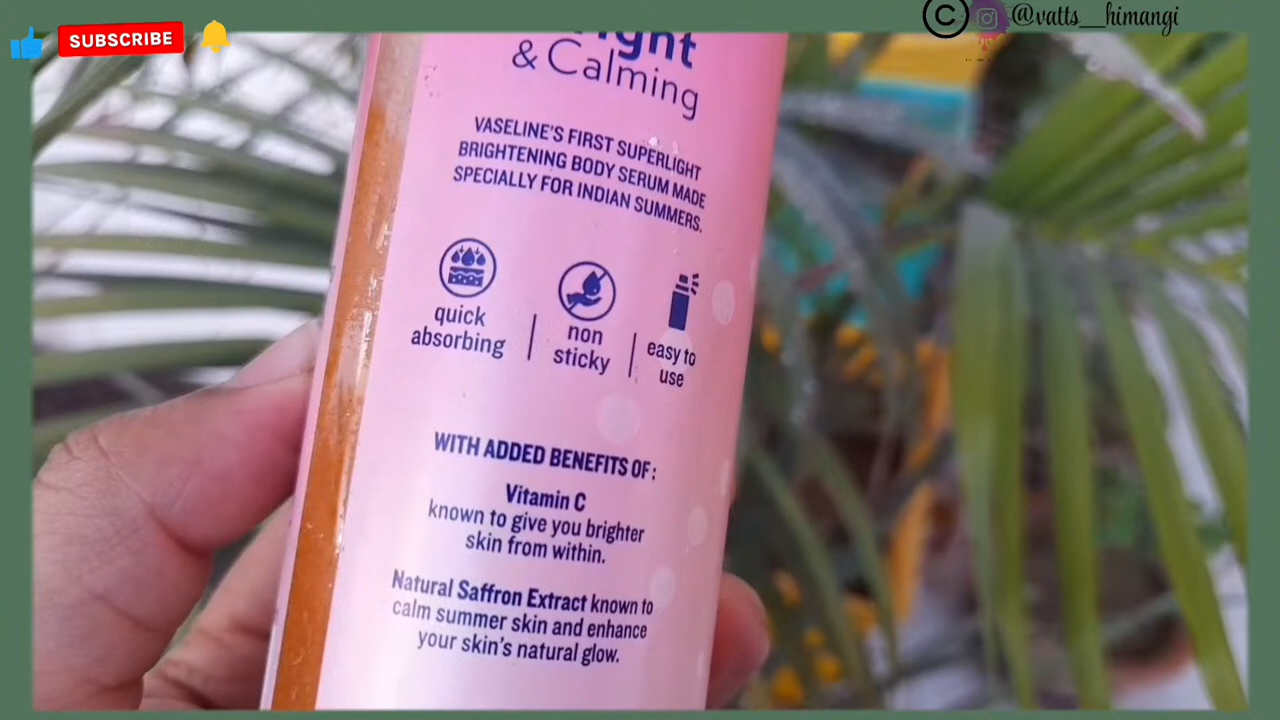 SUBSCRIBE
@vatts__himangi
& Calming
VASELINE'S FIRST SUPERLIGHT
BRIGHTENING BODY SERUM MADE
SPECIALLY FOR INDIAN SUMMERS.
quick
absorbing
non
sticky
easy to
use
WITH ADDED BENEFITS OF:
Vitamin C
known to give you brighter
skin from within.
Natural Saffron Extract known to
calm summer skin and enhance
your skin's natural glow.